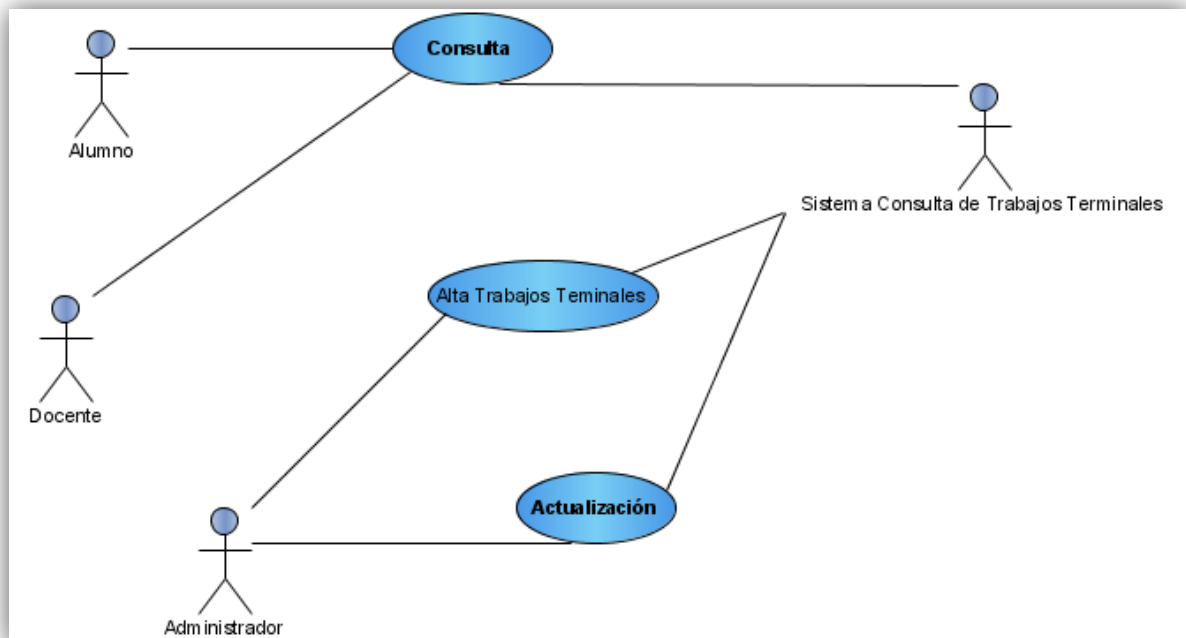 Consulta
Alumno
Sistema Consulta de Trabajos Terminales
Alta Trabajos Teminales
Docente
Actualización
Administrador